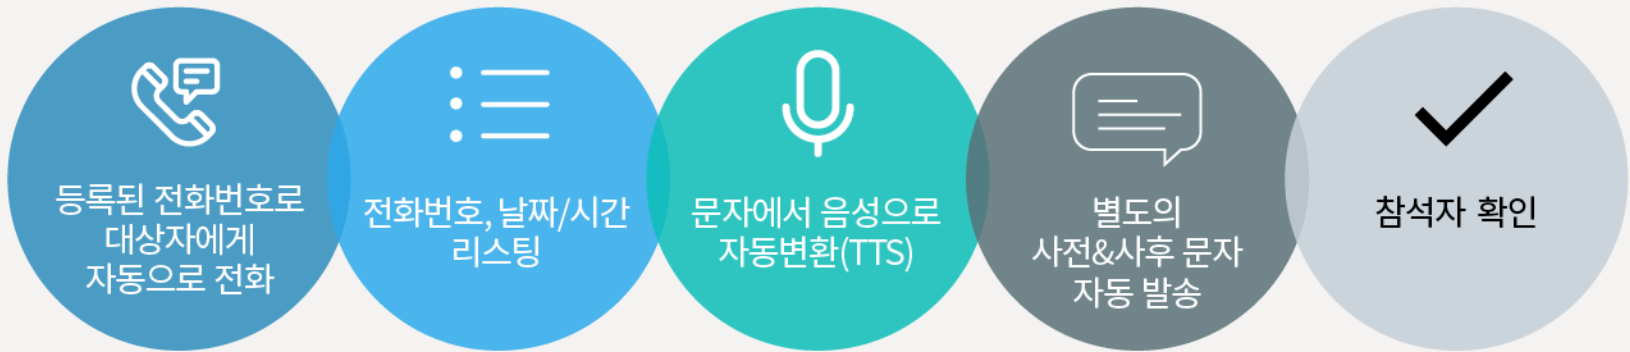 등록된 전화번호로
대상자에게
자동으로 전화
전화번호, 날짜/시간
리스팅
문자에서 음성으로
자동변환(TTS)
별도의
사전&사후 문자
자동 발송
참석자 확인